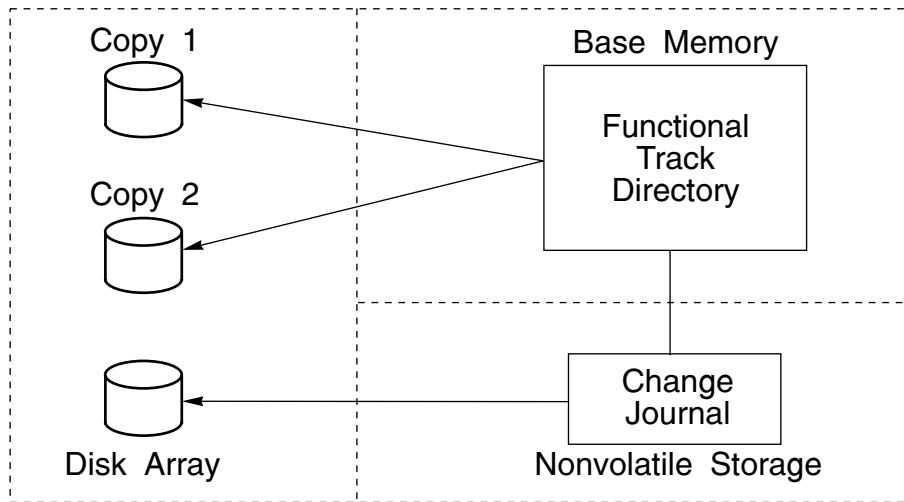 Copy 1
Copy 2
Disk Array
Base Memory
Functional
Track
Directory
Change
Journal
Nonvolatile Storage